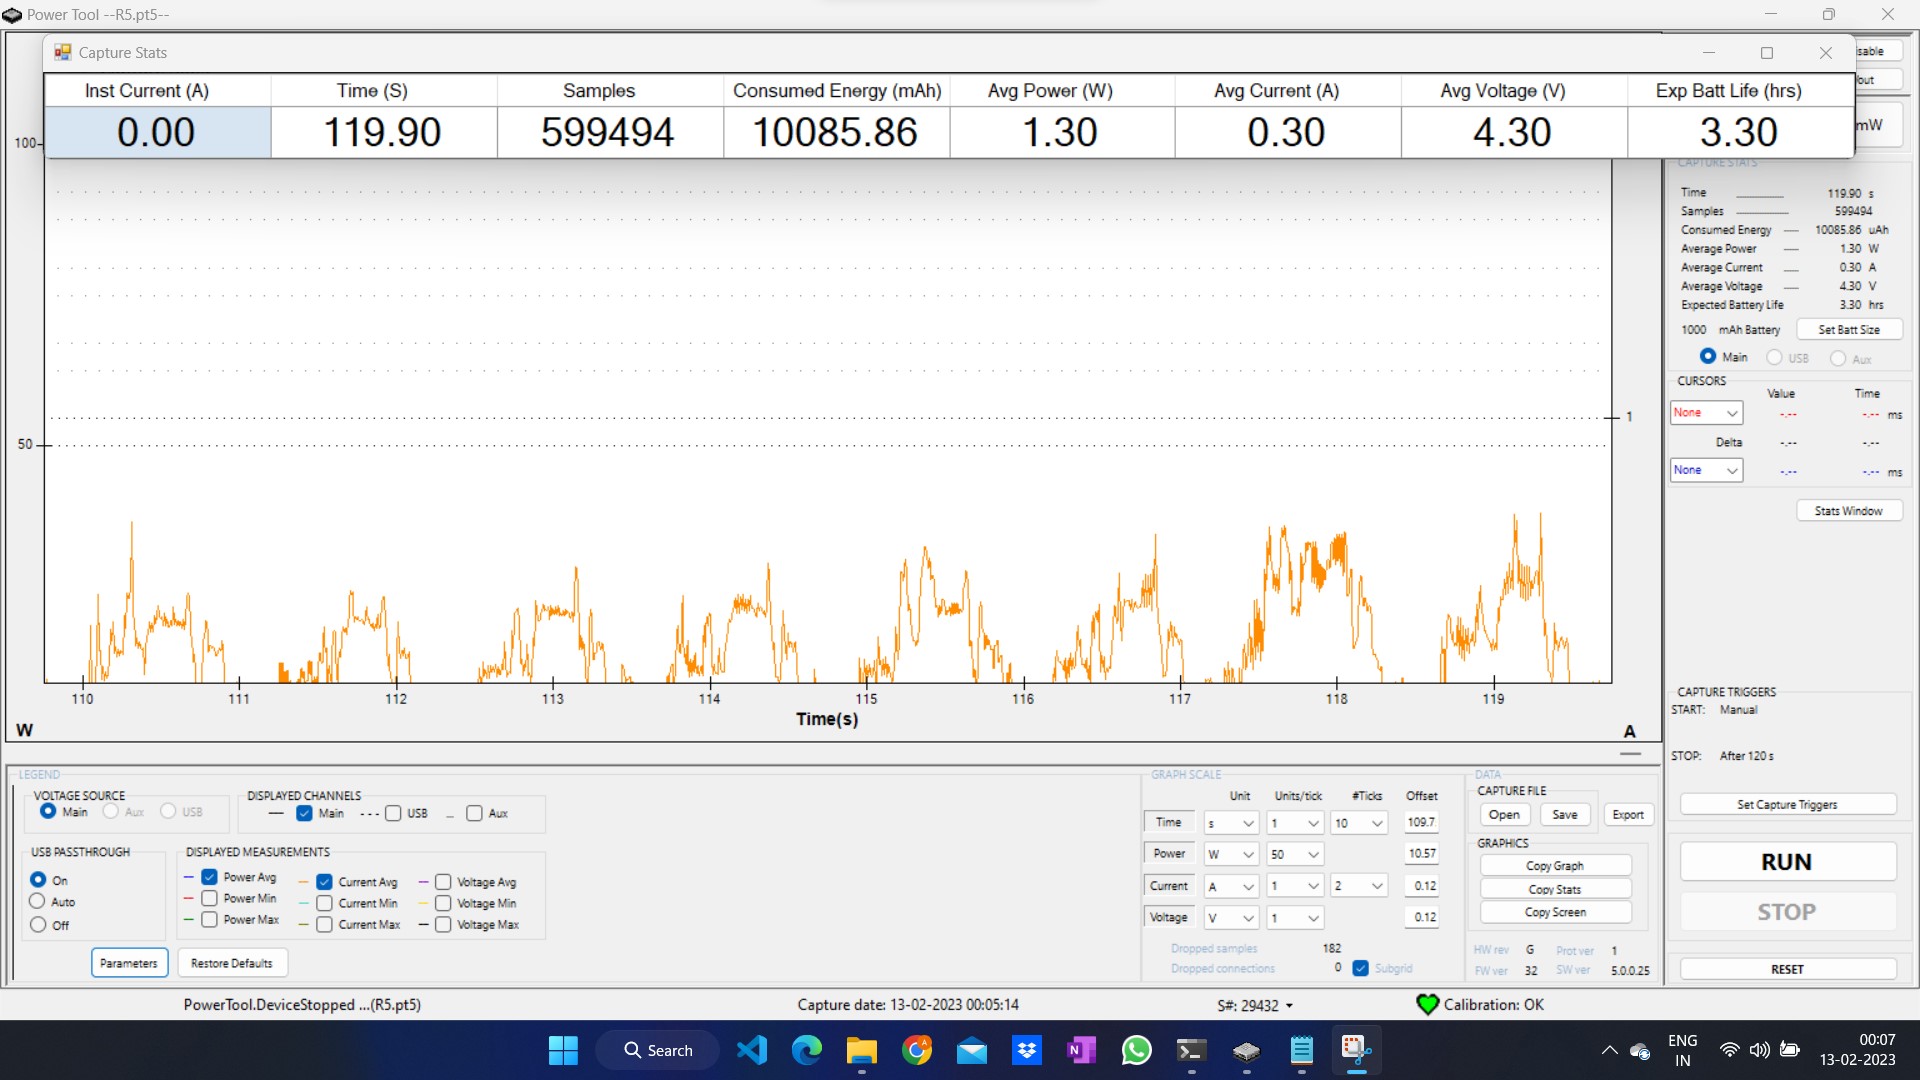 Power Tool --R5.pt5--
Capture Stats
Inst Current (A) Time (S) Samples Consumed Energy (mAh) Avg Power (W) Avg Current (A) Avg Voltage (V) Exp Batt Life (hrs)
0.00 119.90 599494 10085.86 1.30 0.30 4.30 3.30
mW
100
50
1
110 111 112 113 114 115 116 117 118 119
Time(s)
W
A
CAPTURE STATS
Time 119.90 s
Samples 599494
Consumed Energy 10085.86 uAh
Average Power 1.30 W
Average Current 0.30 A
Average Voltage 4.30 V
Expected Battery Life 3.30 hrs
1000 mAh Battery Set Batt Size
Main USB Aux
CURSORS
Value Time
None -.-- -.-- ms
Delta -.-- -.--
None -.-- -.-- ms
Stats Window
CAPTURE TRIGGERS
START: Manual
STOP: After 120 s
Set Capture Triggers
RUN
STOP
RESET
LEGEND
VOLTAGE SOURCE
Main Aux USB
DISPLAYED CHANNELS
Main USB Aux
USB PASSTHROUGH
On
Auto
Off
DISPLAYED MEASUREMENTS
Power Avg Current Avg Voltage Avg
Power Min Current Min Voltage Min
Power Max Current Max Voltage Max
Parameters Restore Defaults
GRAPH SCALE
Unit Units/tick #Ticks Offset
Time s 1 10 109.7
Power W 50 10.57
Current A 1 2 0.12
Voltage V 1 0.12
Dropped samples 182
Dropped connections 0 Subgrid
DATA
CAPTURE FILE
Open Save Export
GRAPHICS
Copy Graph
Copy Stats
Copy Screen
HW rev G Prot ver 1
FW ver 32 SW ver 5.0.0.25
PowerTool.DeviceStopped ...(R5.pt5) Capture date: 13-02-2023 00:05:14 S#: 29432 Calibration: OK
Search
ENG
IN
00:07
13-02-2023